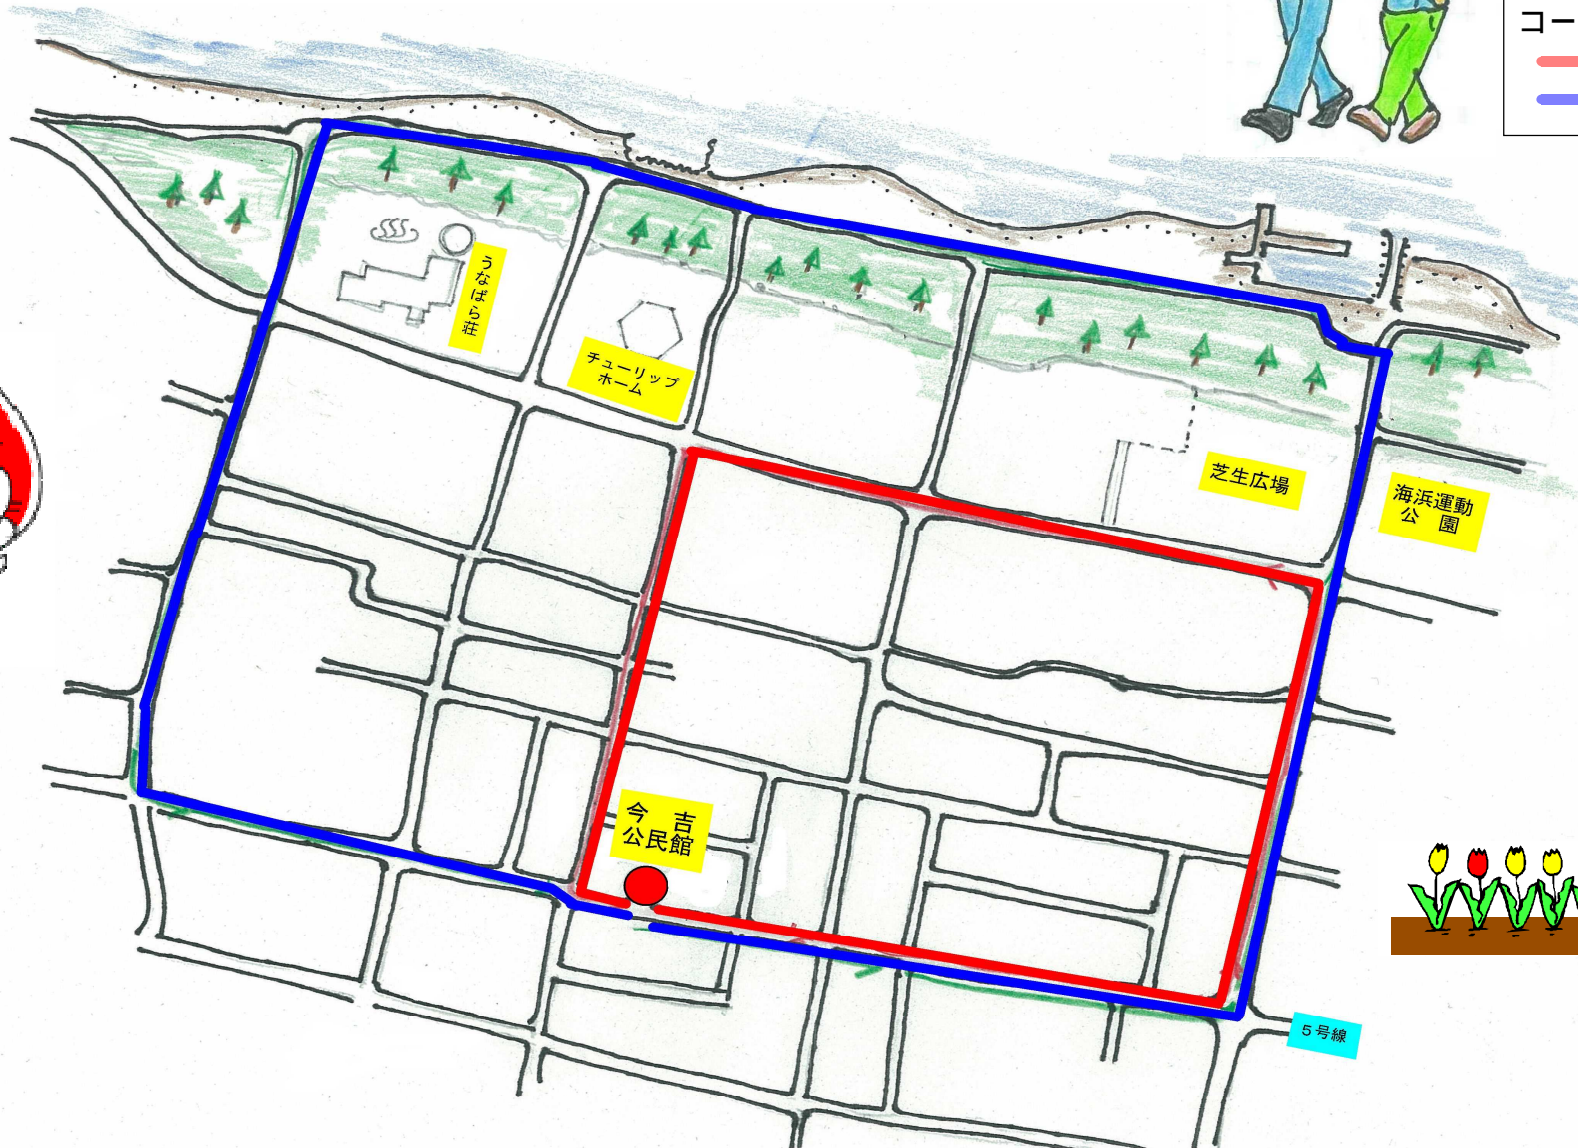 コー
うなばら荘
チューリップ
ホーム
芝生広場
海浜運動
公　園
今　吉
公民館
５号線